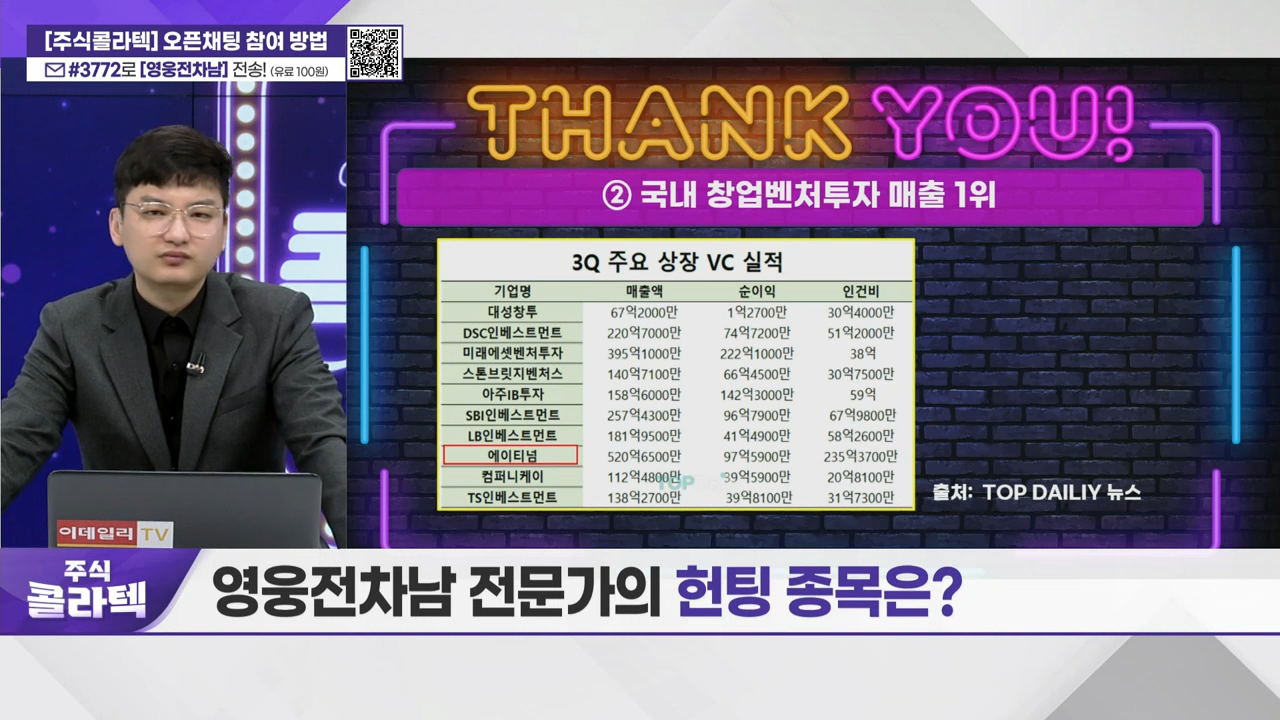 [주식콜라텍] 오픈채팅 참여 방법
#3772로 [영웅전차남] 전송! (유료 100원)
THANK YOU!
② 국내 창업벤처투자 매출 1위
3Q 주요 상장 VC 실적
기업명 매출액 순이익 인건비
대성창투 67억2000만 1억2700만 30억4000만
DSC인베스트먼트 220억7000만 74억7200만 51억2000만
미래에셋벤처투자 395억1000만 222억1000만 38억
스톤브릿지벤처스 140억7100만 66억4500만 30억7500만
아주IB투자 158억6000만 142억3000만 59억
SBI인베스트먼트 257억4300만 96억7900만 67억9800만
LB인베스트먼트 181억9500만 41억4900만 58억2600만
에이티넘 520억6500만 97억5900만 235억3700만
컴퍼니케이 112억4800만 39억5900만 20억8100만
TS인베스트먼트 138억2700만 39억8100만 31억7300만
TOP
출처: TOP DAILIY 뉴스
이데일리 TV
주식
콜라텍
영웅전차남 전문가의 헌팅 종목은?